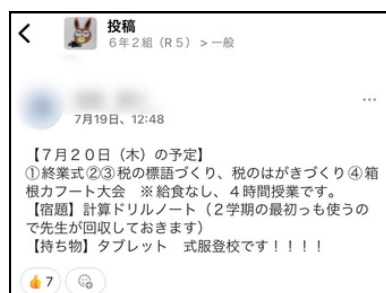 投稿
6年2組（R5）＞一般
7月19日、12:48
【7月20日（木）の予定】
①終業式②③税の標語づくり、税のはがきづくり④箱
根カフート大会　※給食なし、4時間授業です。
【宿題】計算ドリルノート（2学期の最初っも使うの
で先生が回収しておきます）
【持ち物】タブレット　式服登校です！！！！
7